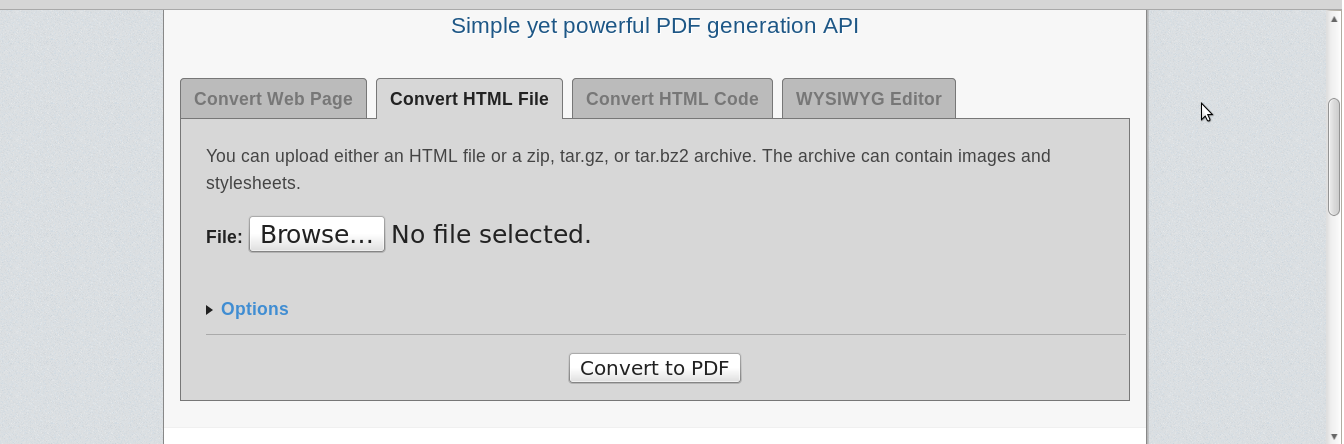 Simple yet powerful PDF generation API
Convert Web Page
Convert HTML File
Convert HTML Code
WYSIWYG Editor
You can upload either an HTML file or a zip, tar.gz, or tar.bz2 archive. The archive can contain images and
stylesheets.
File: Browse... No file selected.
Options
Convert to PDF